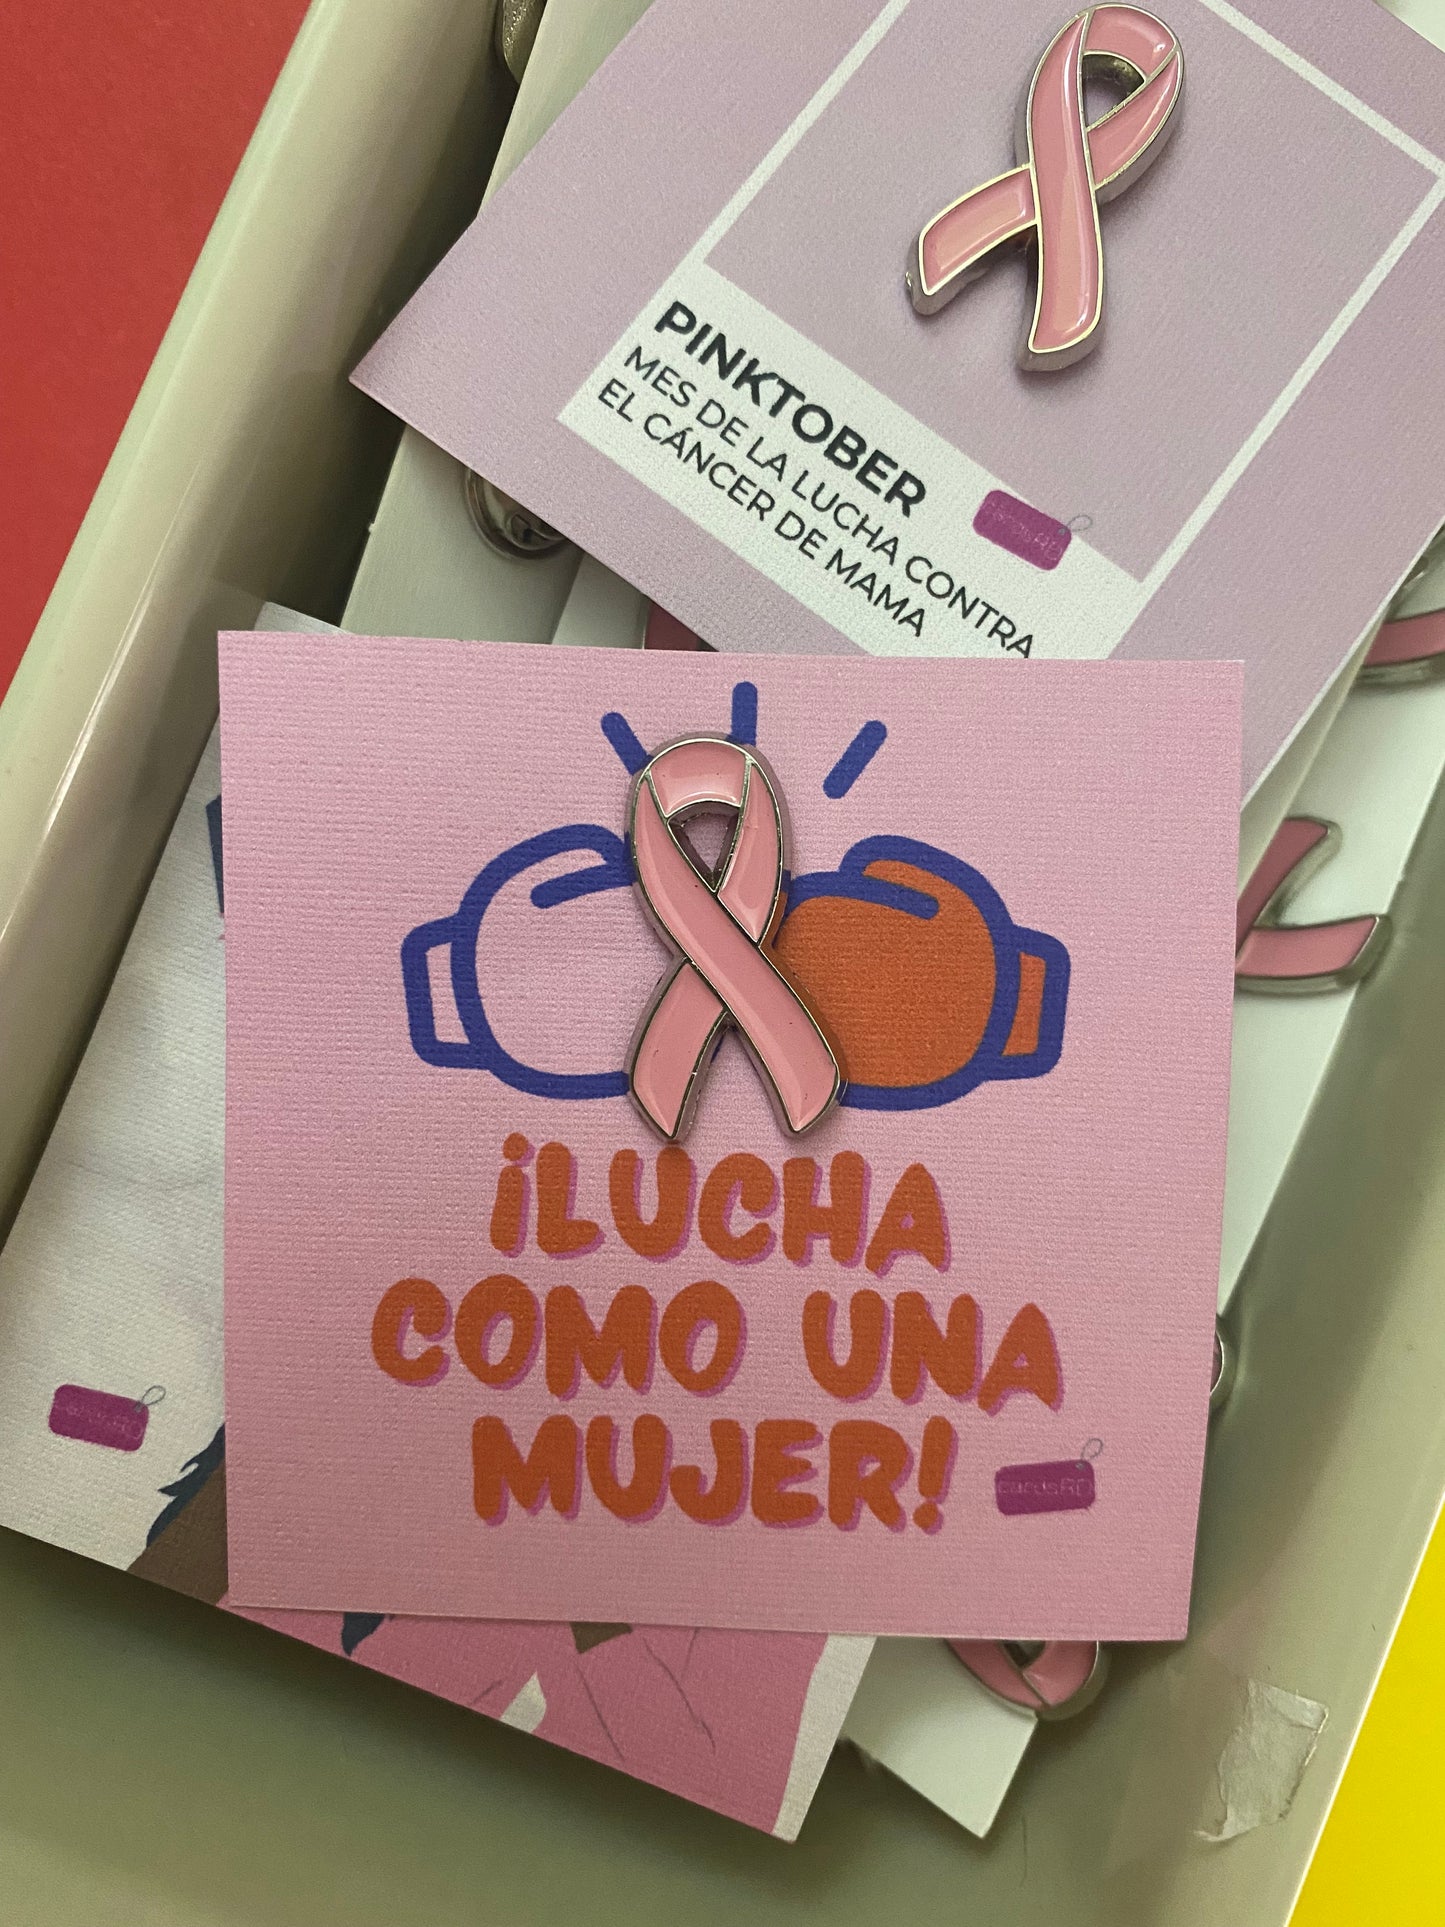 PINKTOBER
MES DE LA LUCHA CONTRA
EL CÁNCER DE MAMA
¡LUCHA
COMO UNA
MUJER!